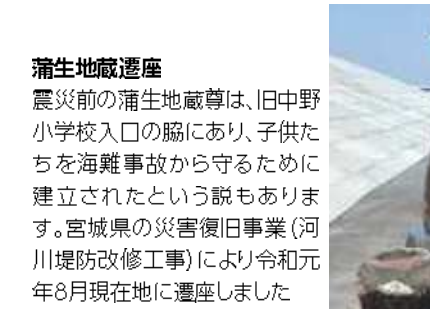 蒲生地蔵遷座
震災前の蒲生地蔵尊は、旧中野
小学校入口の脇にあり、子供た
ちを海難事故から守るために
建立されたという説もありま
す。宮城県の災害復旧事業(河
川堤防改修工事)により令和元
年8月現在地に遷座しました